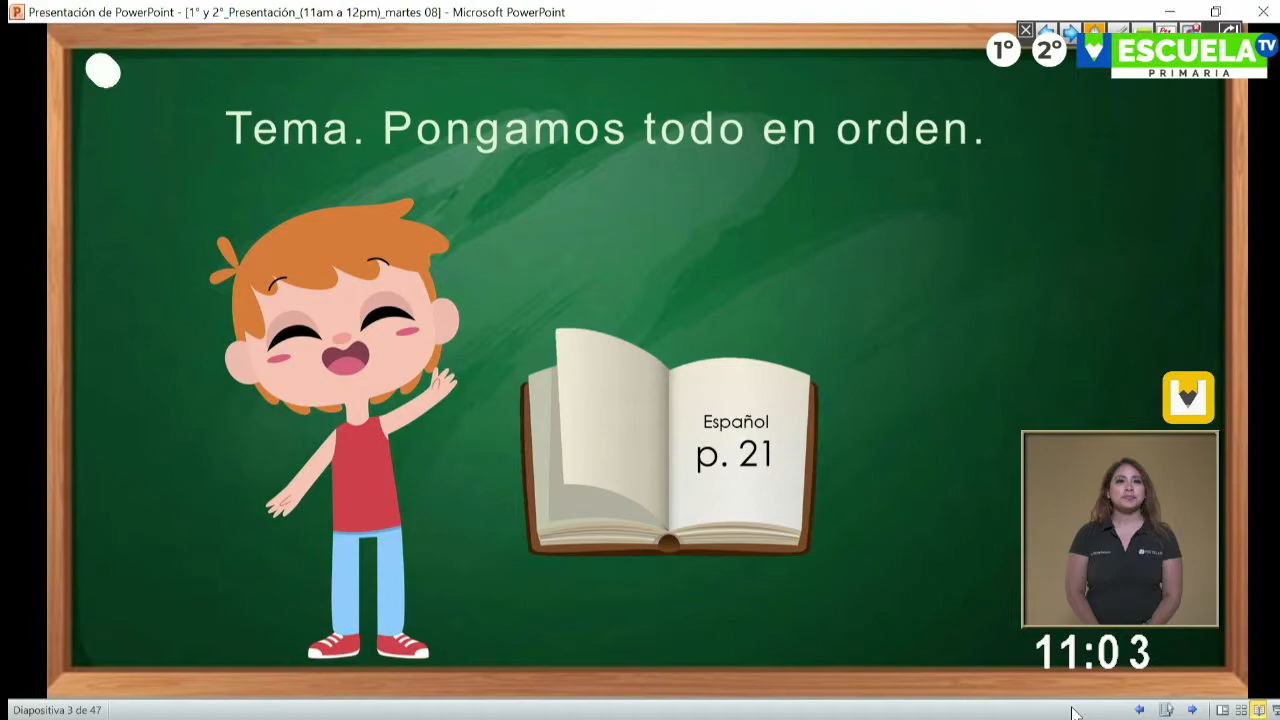 Presentación de PowerPoint - [1° y 2°_Presentación_(11am a 12pm)_martes 08] - Microsoft PowerPoint
1° 2° ESCUELA TV
PRIMARIA
Tema. Pongamos todo en orden.
Español
p. 21
11:03
Diapositiva 3 de 47